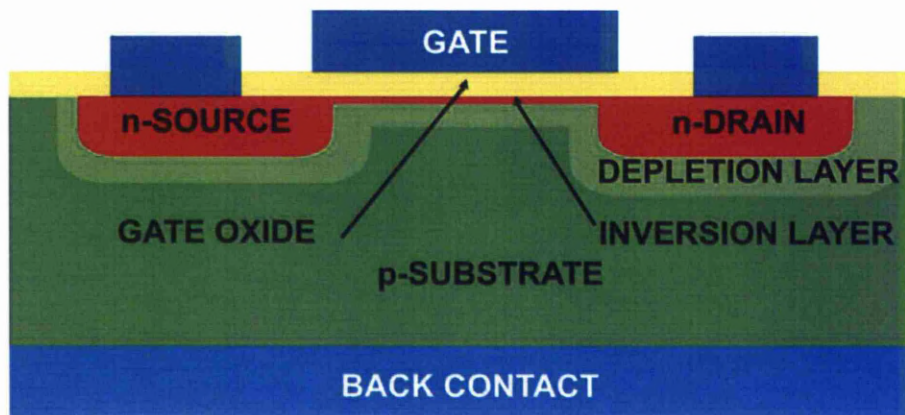 GATE
n-SOURCE
n-DRAIN
DEPLETION LAYER
GATE OXIDE
INVERSION LAYER
p-SUBSTRATE
BACK CONTACT